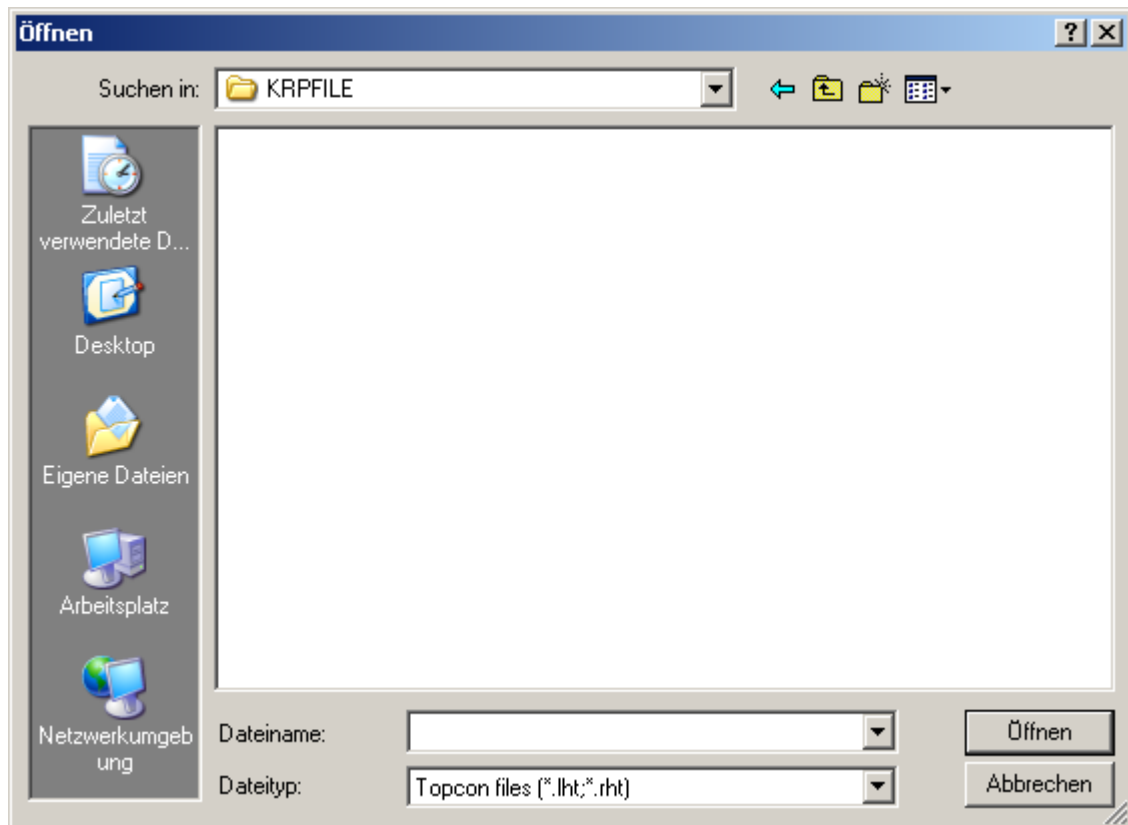 Öffnen
Suchen in: KRPFILE
Zuletzt
verwendete D...
Desktop
Eigene Dateien
Arbeitsplatz
Netzwerkumgeb
ung
Dateiname:
Öffnen
Dateityp: Topcon files (*.lht;*.rht)
Abbrechen